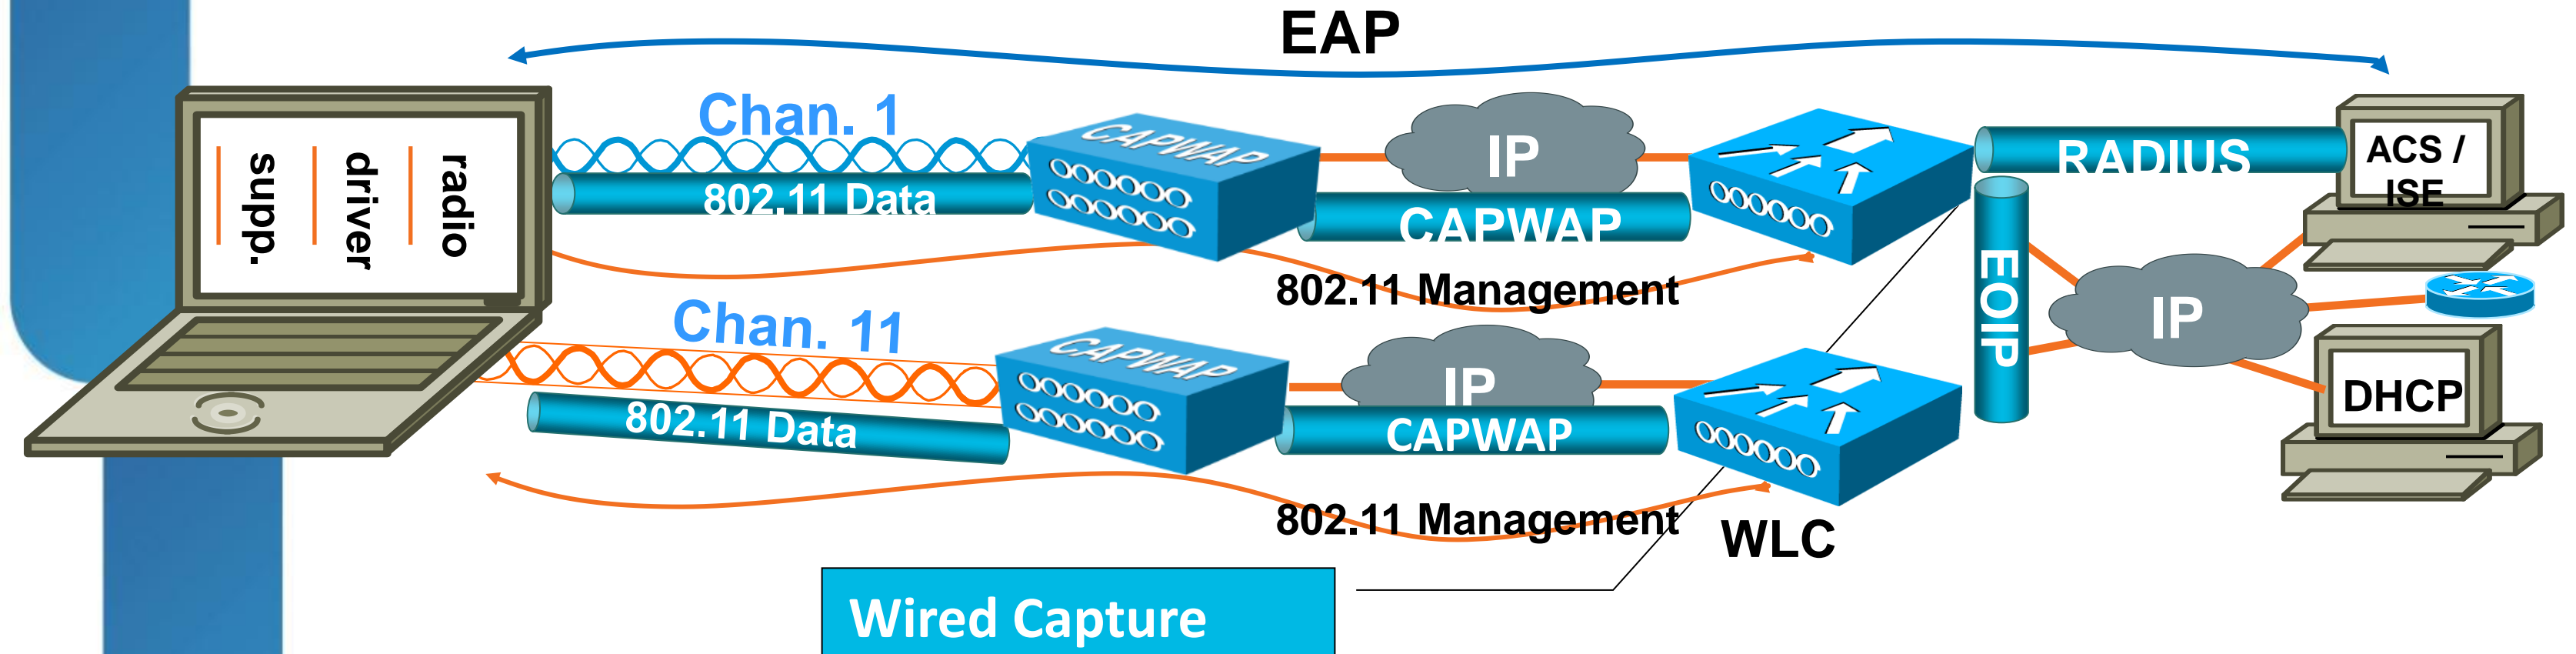 EAP
Chan. 1
802.11 Data
supp.
driver
radio
CAPWAP
IP
CAPWAP
802.11 Management
RADIUS
ACS /
ISE
EOIP
IP
Chan. 11
802.11 Data
CAPWAP
IP
CAPWAP
802.11 Management
WLC
DHCP
Wired Capture